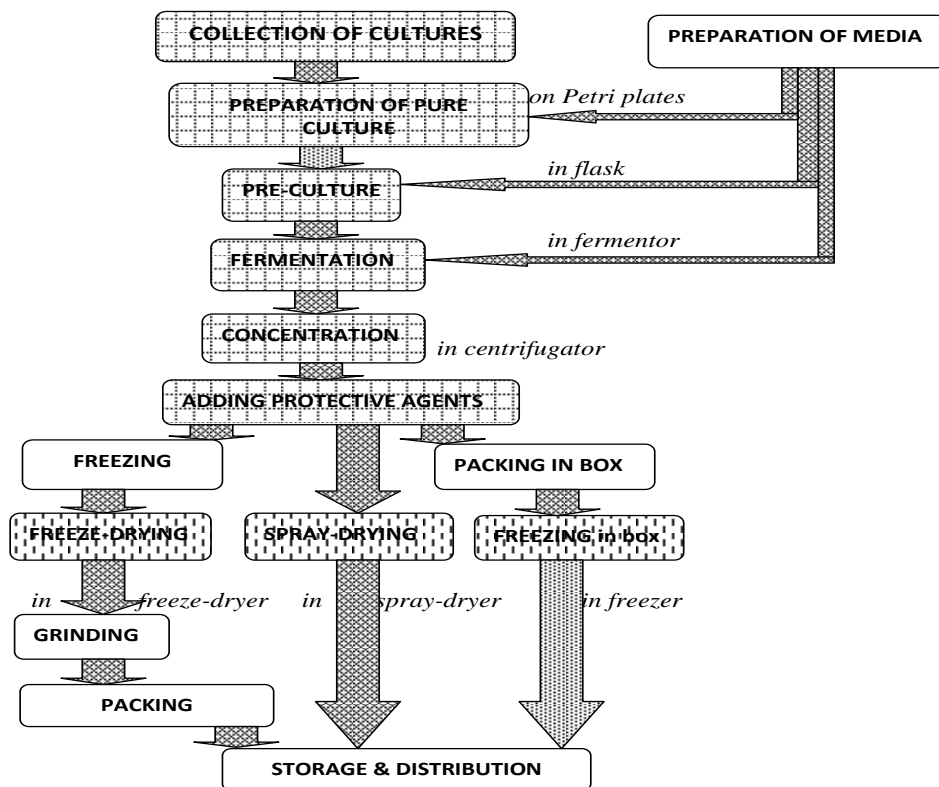 COLLECTION OF CULTURES
PREPARATION OF MEDIA
on Petri plates
PREPARATION OF PURE
CULTURE
in flask
PRE-CULTURE
in fermentor
FERMENTATION
CONCENTRATION
in centrifugator
ADDING PROTECTIVE AGENTS
FREEZING
PACKING IN BOX
FREEZE-DRYING
SPRAY-DRYING
FREEZING in box
in freeze-dryer
in spray-dryer
in freezer
GRINDING
PACKING
STORAGE & DISTRIBUTION